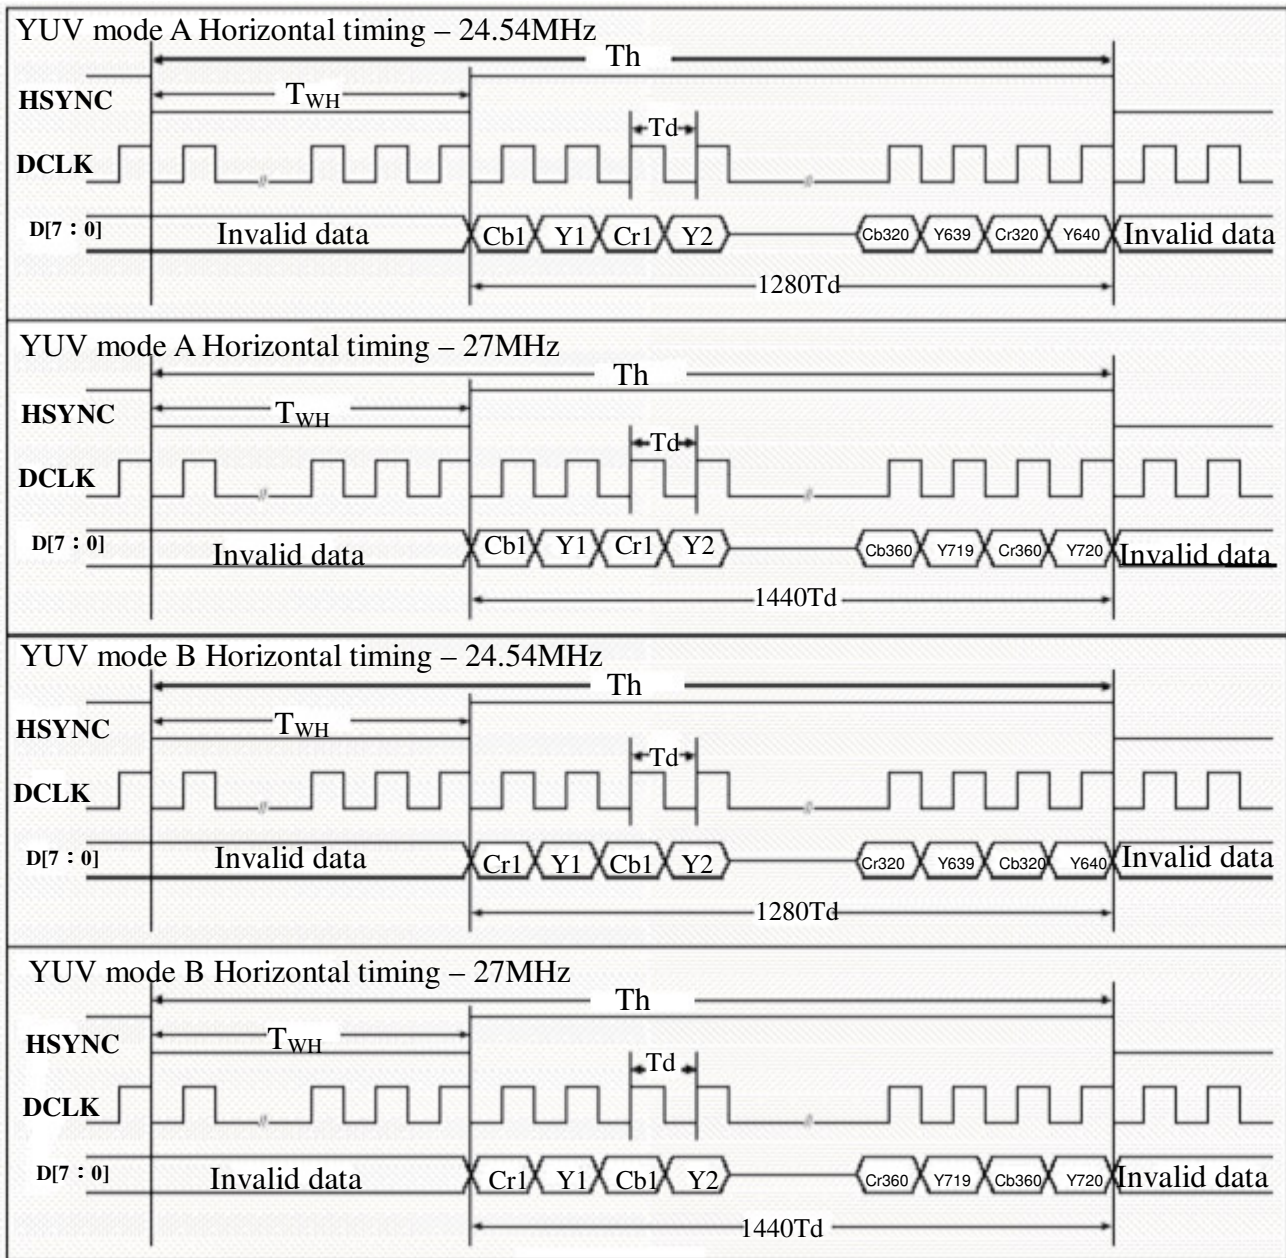 YUV mode A Horizontal timing – 24.54MHz
Th
HSYNC
TWH
Td
DCLK
D[7:0]
Invalid data Cb1 Y1 Cr1 Y2 Cb320 Y639 Cr320 Y640 Invalid data
1280Td
YUV mode A Horizontal timing – 27MHz
Th
HSYNC
TWH
Td
DCLK
D[7:0]
Invalid data Cb1 Y1 Cr1 Y2 Cb360 Y719 Cr360 Y720 Invalid data
1440Td
YUV mode B Horizontal timing – 24.54MHz
Th
HSYNC
TWH
Td
DCLK
D[7:0]
Invalid data Cr1 Y1 Cb1 Y2 Cr320 Y639 Cb320 Y640 Invalid data
1280Td
YUV mode B Horizontal timing – 27MHz
Th
HSYNC
TWH
Td
DCLK
D[7:0]
Invalid data Cr1 Y1 Cb1 Y2 Cr360 Y719 Cb360 Y720 Invalid data
1440Td